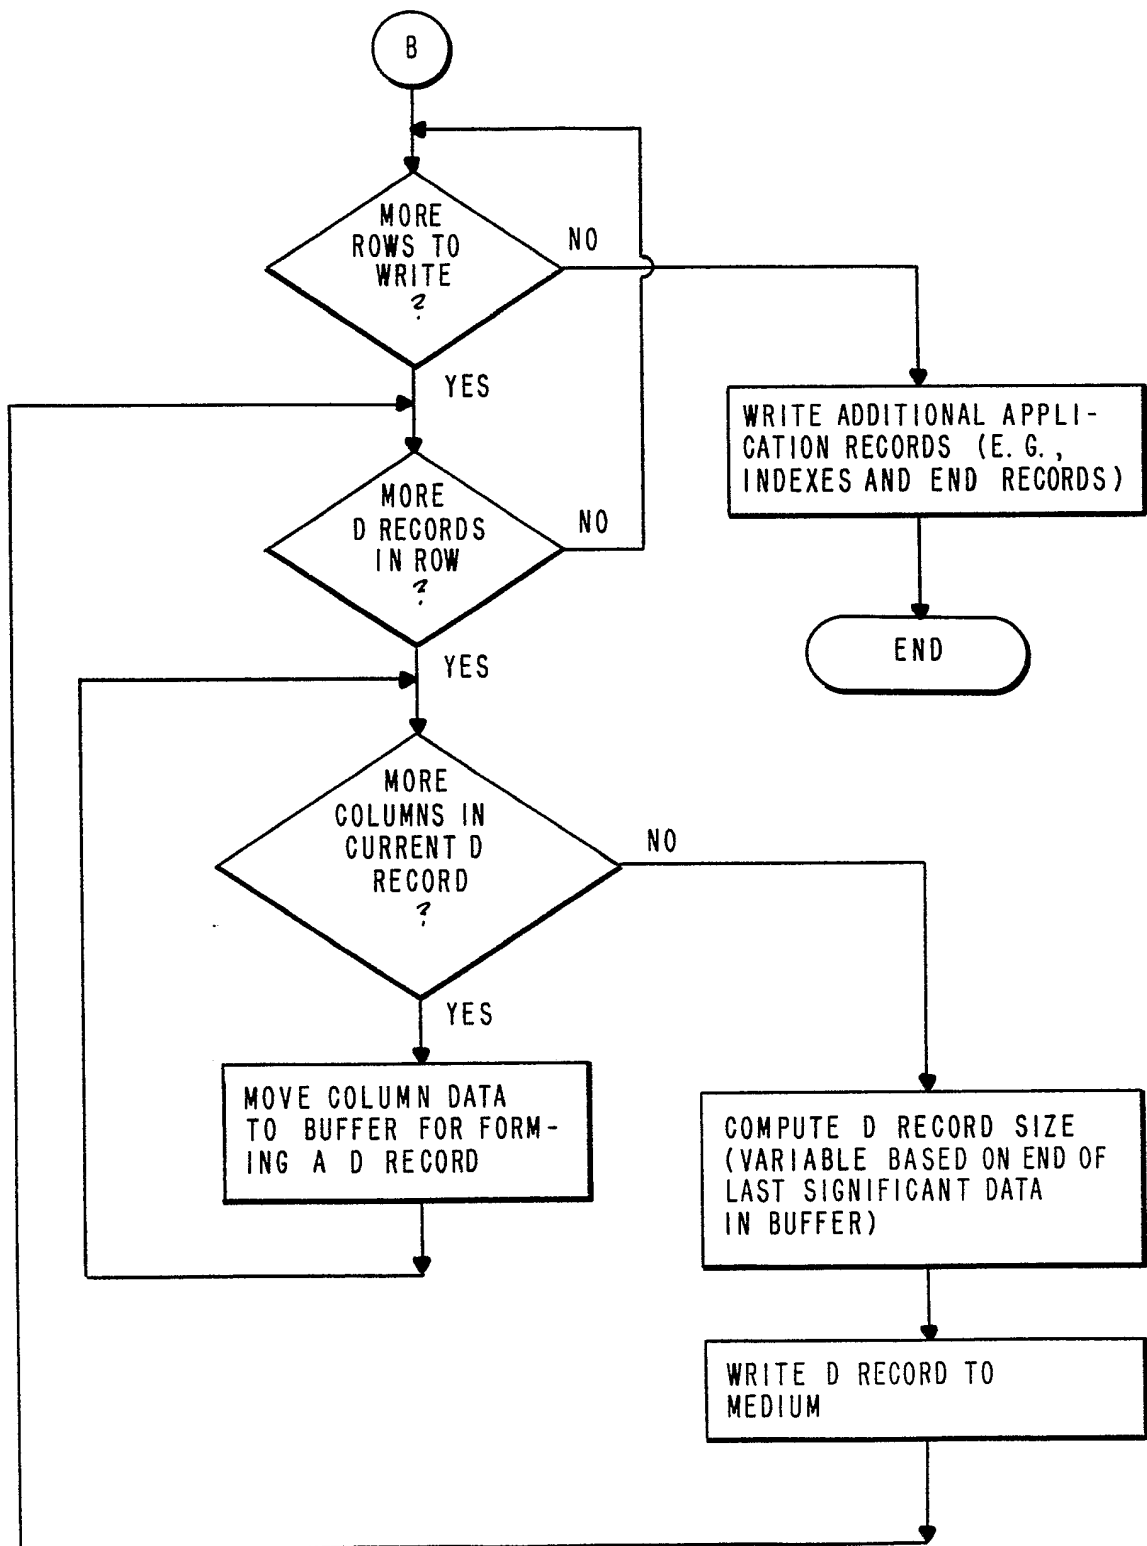 B
MORE
ROWS TO
WRITE
?
NO
YES
WRITE ADDITIONAL APPLI-
CATION RECORDS (E.G.,
INDEXES AND END RECORDS)
MORE
D RECORDS
IN ROW
?
NO
YES
END
MORE
COLUMNS IN
CURRENT D
RECORD
?
NO
YES
MOVE COLUMN DATA
TO BUFFER FOR FORM-
ING A D RECORD
COMPUTE D RECORD SIZE
(VARIABLE BASED ON END OF
LAST SIGNIFICANT DATA
IN BUFFER)
WRITE D RECORD TO
MEDIUM